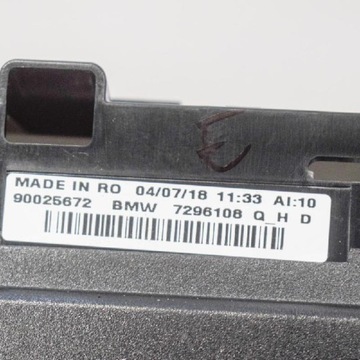 E
MADE IN RO 04/07/18 11:33 AI:10
90025672 BMW 7296108 Q_H D